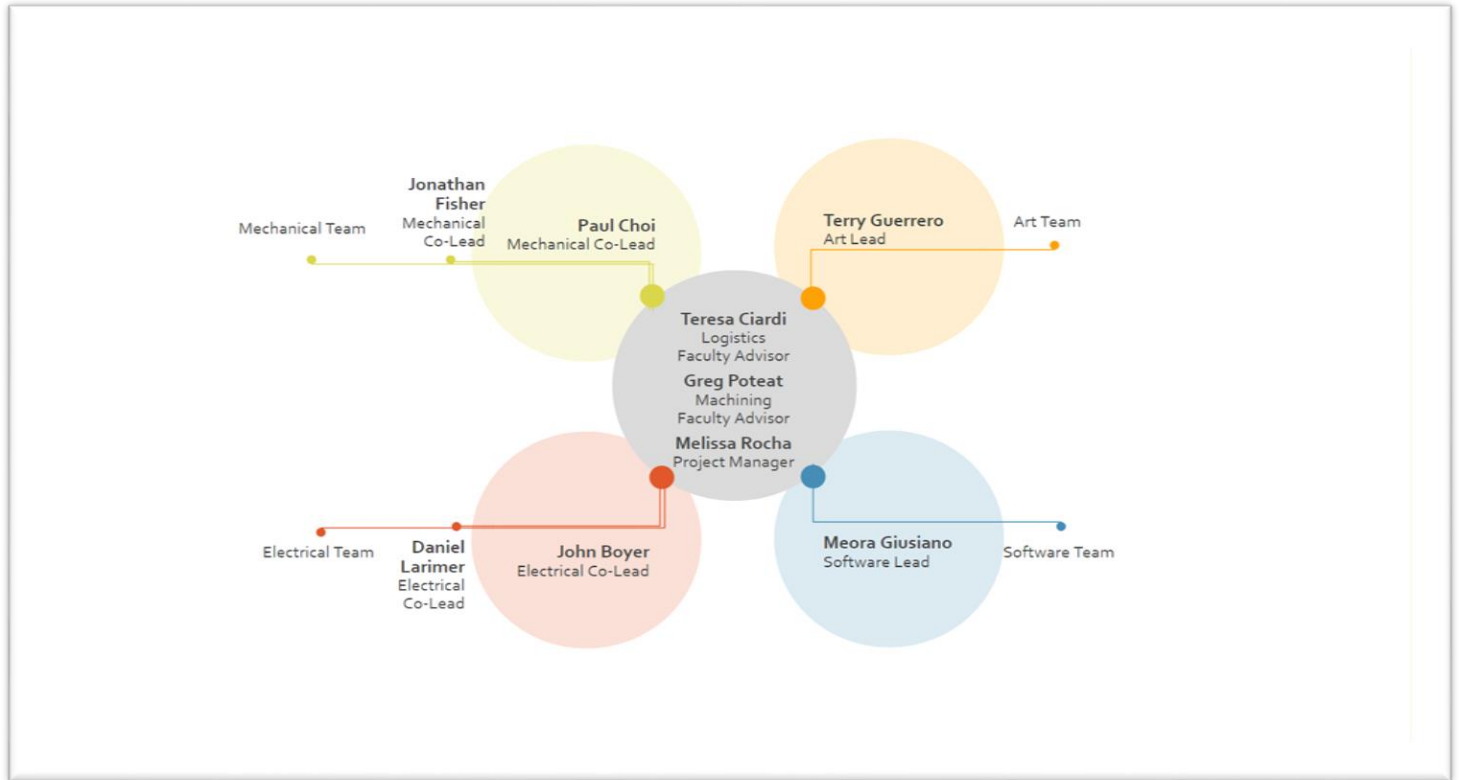 Mechanical Team
Jonathan
Fisher
Mechanical
Co-Lead
Paul Choi
Mechanical Co-Lead
Terry Guerrero
Art Lead
Art Team
Teresa Ciardi
Logistics
Faculty Advisor
Greg Poteat
Machining
Faculty Advisor
Melissa Rocha
Project Manager
Electrical Team
Daniel
Larimer
Electrical
Co-Lead
John Boyer
Electrical Co-Lead
Meora Giusiano
Software Lead
Software Team